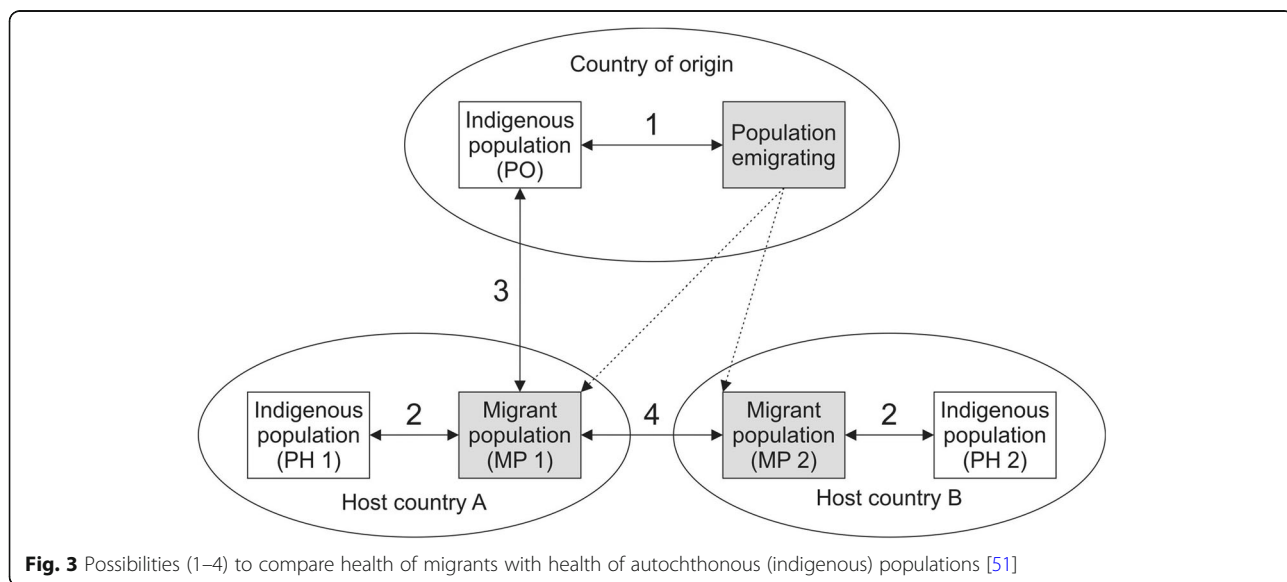 Country of origin
Indigenous
population
(PO)
1
Population
emigrating
3
Indigenous
population
(PH 1)
2
Migrant
population
(MP 1)
4
Migrant
population
(MP 2)
2
Indigenous
population
(PH 2)
Host country A
Host country B
Fig. 3 Possibilities (1–4) to compare health of migrants with health of autochthonous (indigenous) populations [51]